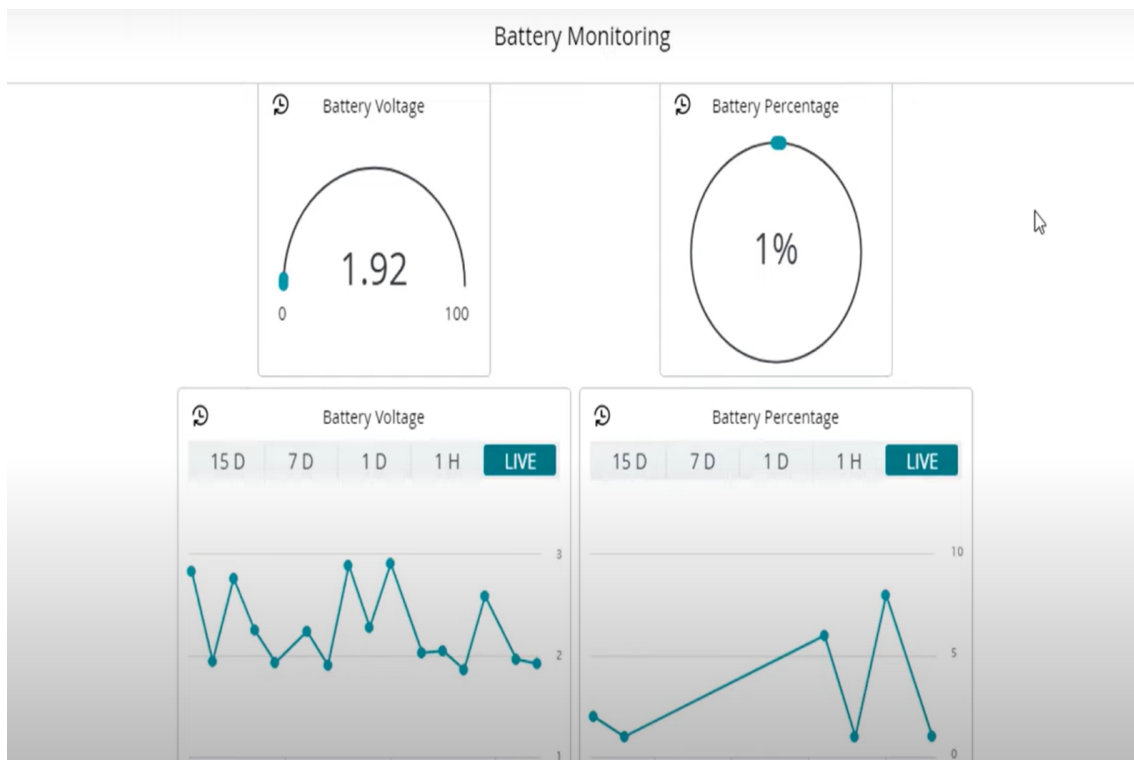 Battery Monitoring
Battery Voltage
1.92
0 100
Battery Percentage
1%
Battery Voltage
15 D 7 D 1 D 1 H LIVE
3
2
1
Battery Percentage
15 D 7 D 1 D 1 H LIVE
10
5
0